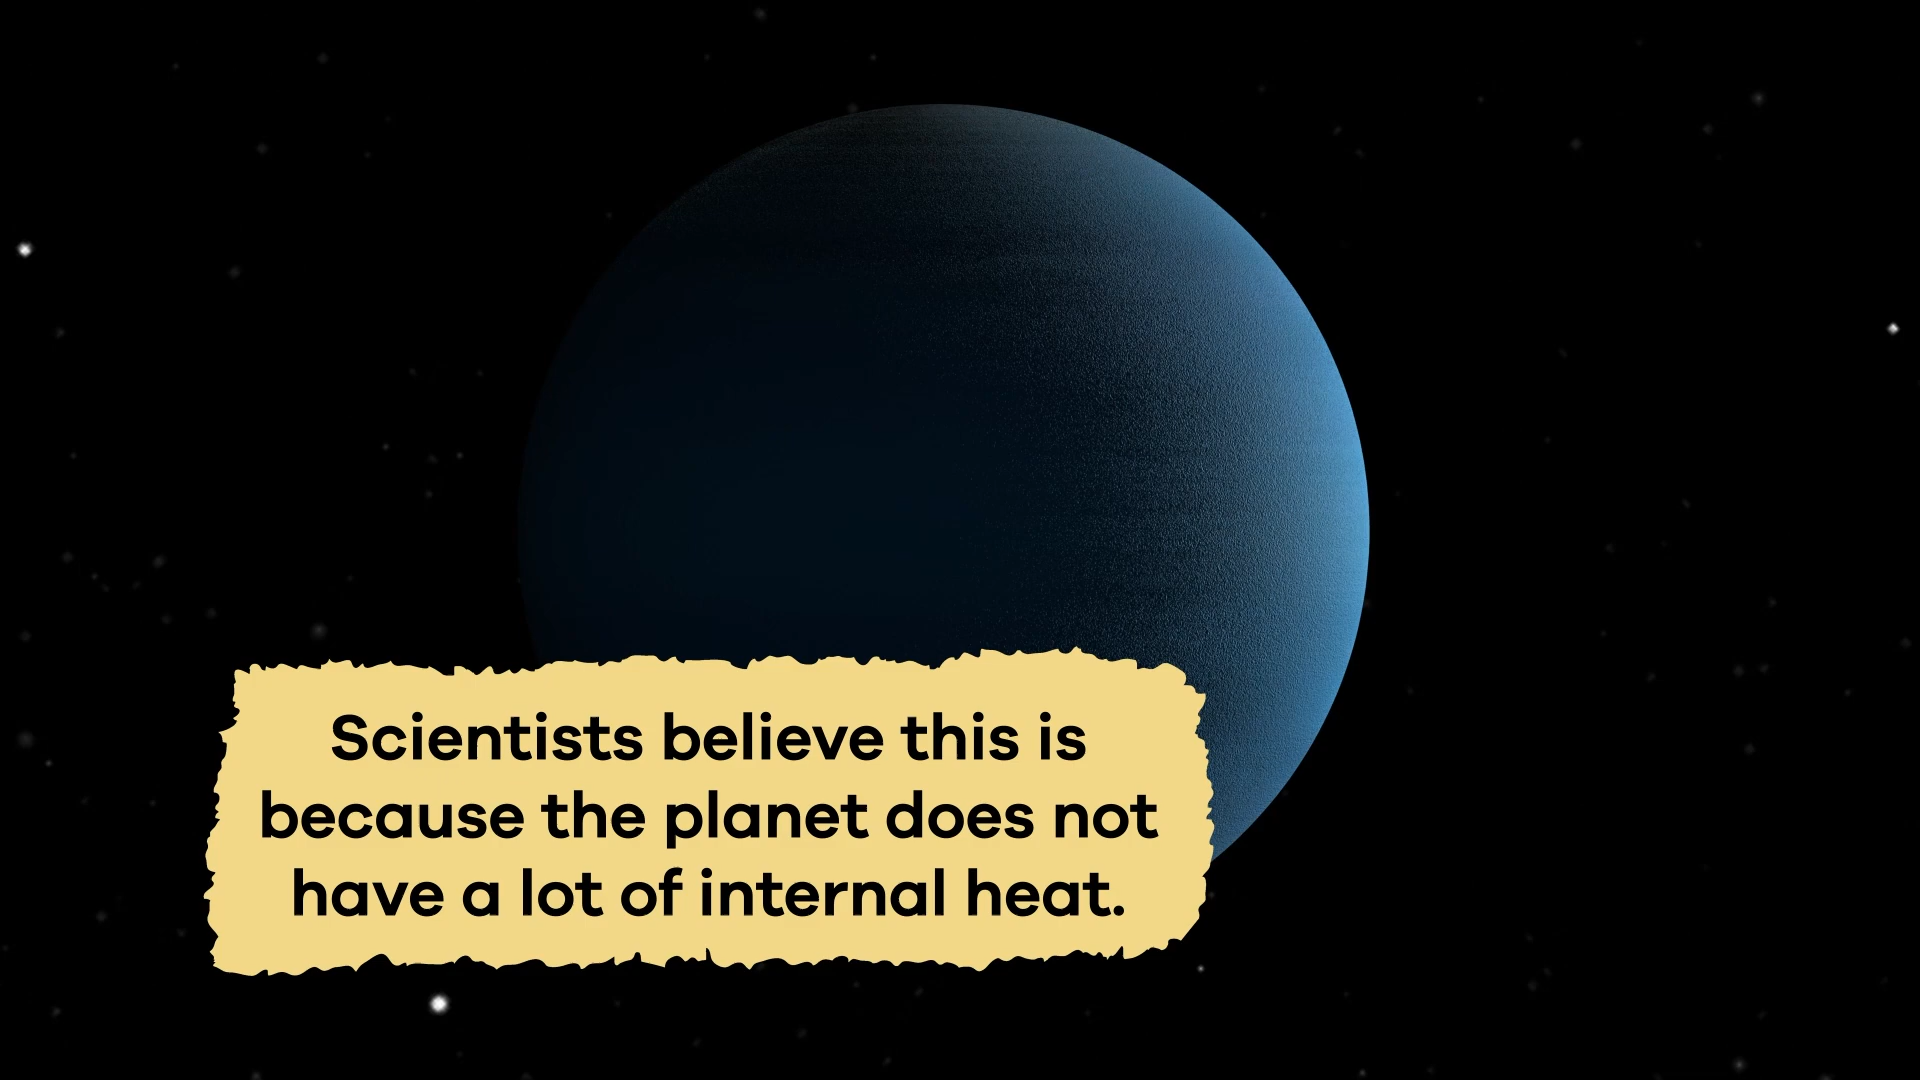 Scientists believe this is
because the planet does not
have a lot of internal heat.